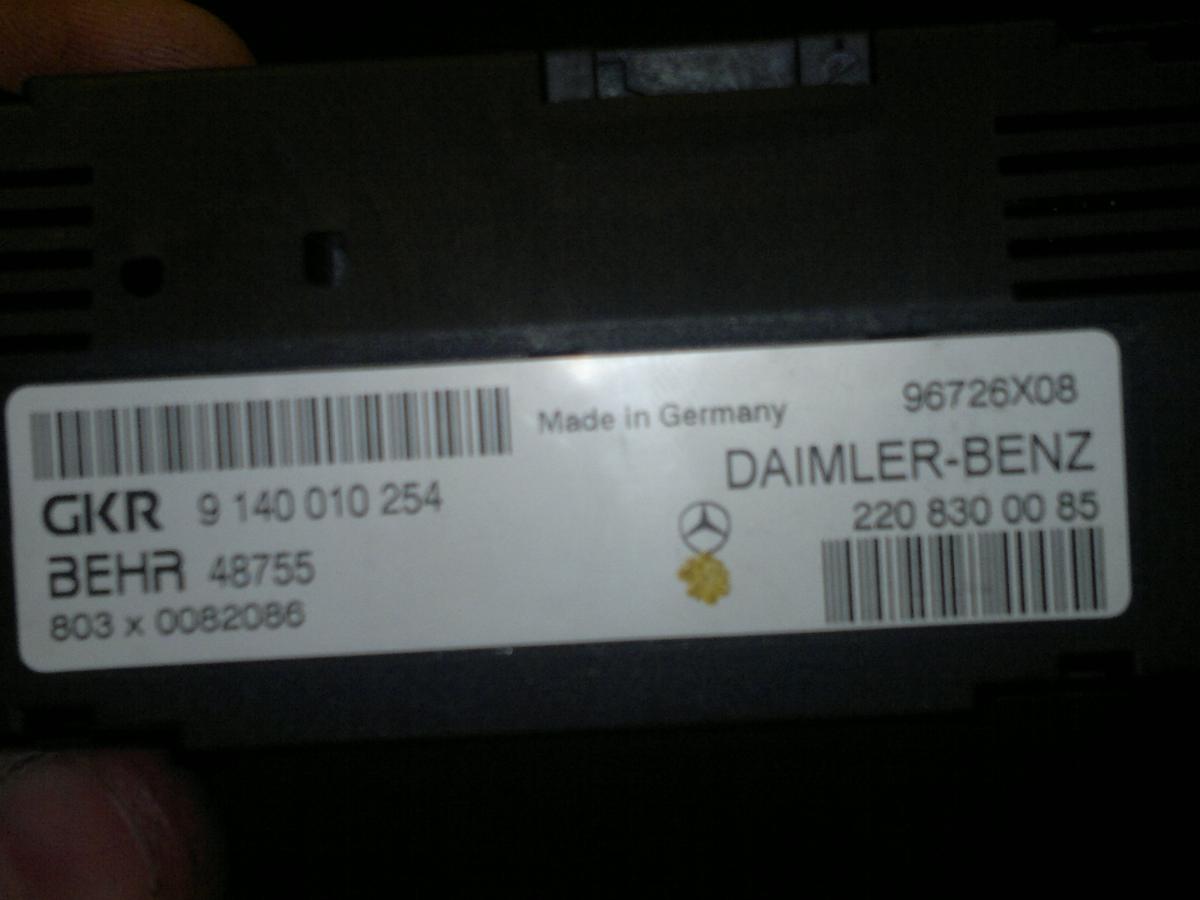 Made in Germany
96726X08
DAIMLER-BENZ
GKR 9 140 010 254
220 830 00 85
BEHR 48755
803 x 0082086